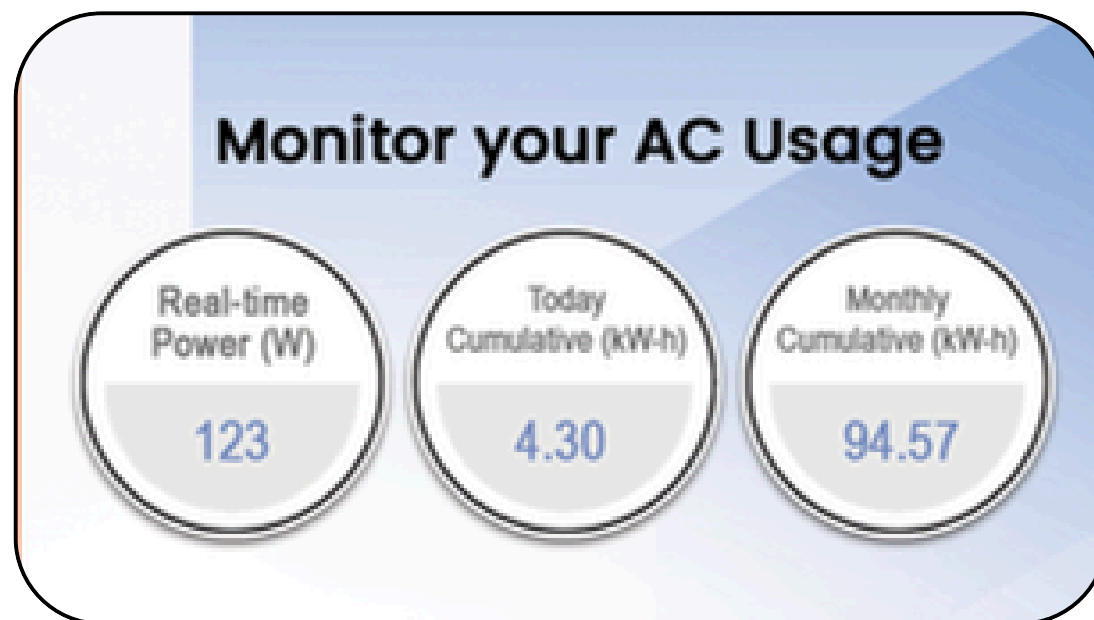 Monitor your AC Usage
Real-time
Power (W)
123
Today
Cumulative (kW-h)
4.30
Monthly
Cumulative (kW-h)
94.57